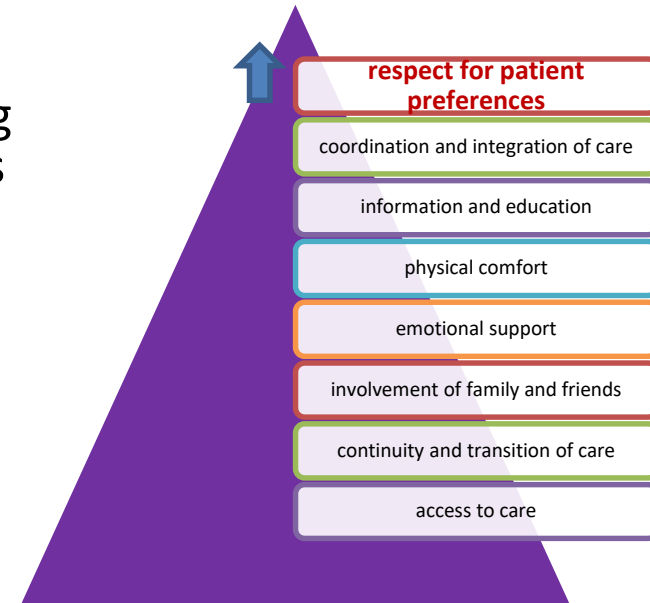 respect for patient
preferences
coordination and integration of care
information and education
physical comfort
emotional support
involvement of family and friends
continuity and transition of care
access to care